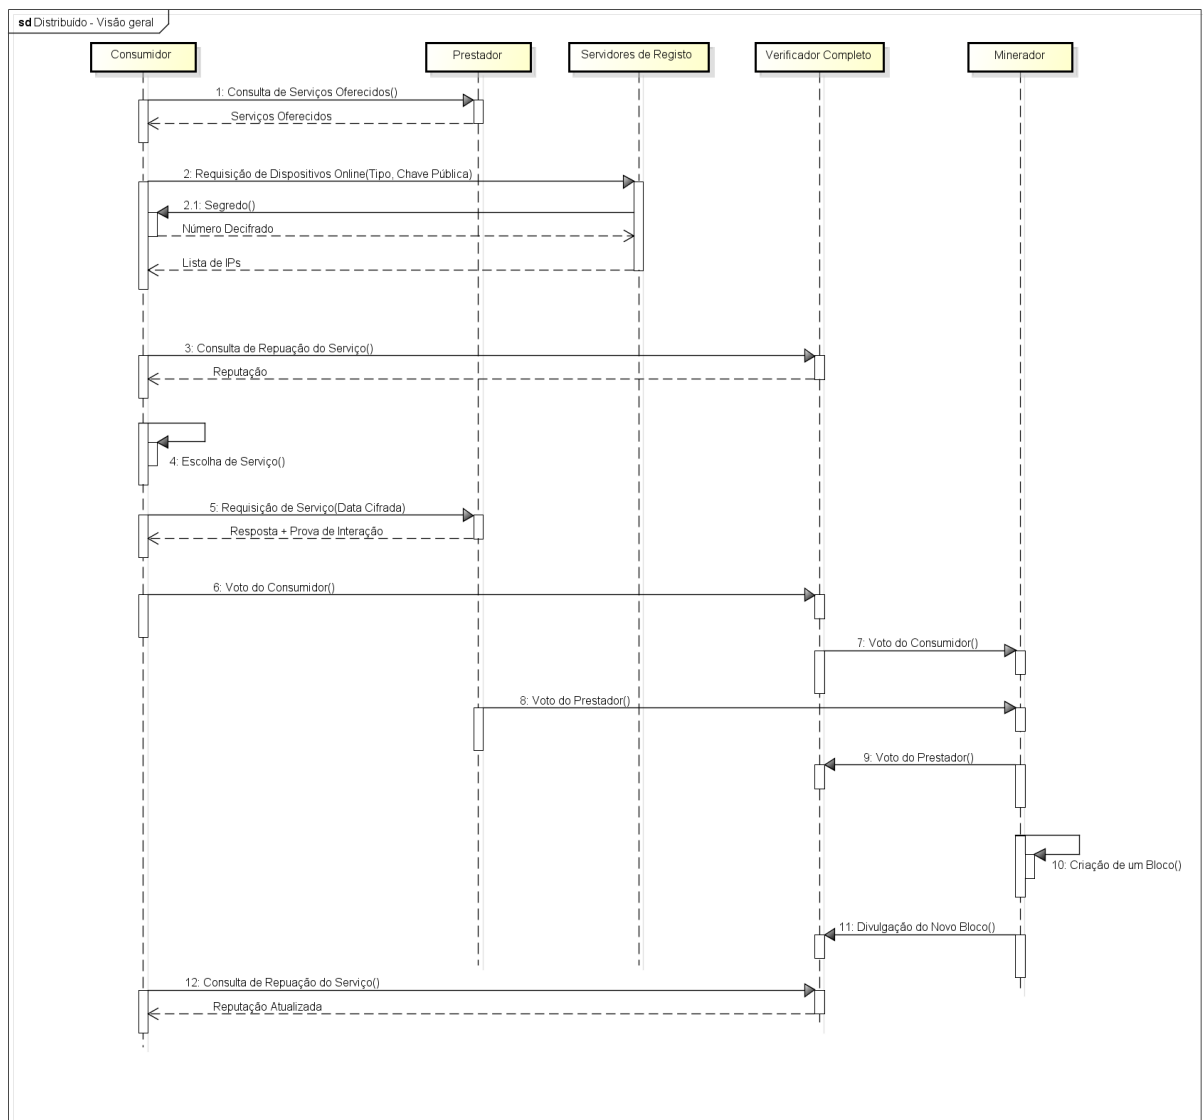 sd Distribuído - Visão geral
Consumidor
Prestador
Servidores de Registo
Verificador Completo
Minerador
1: Consulta de Serviços Oferecidos()
Serviços Oferecidos
2: Requisição de Dispositivos Online(Tipo, Chave Pública)
2.1: Segredo()
Número Decifrado
Lista de IPs
3: Consulta de Repuação do Serviço()
Reputação
4: Escolha de Serviço()
5: Requisição de Serviço(Data Cifrada)
Resposta + Prova de Interação
6: Voto do Consumidor()
7: Voto do Consumidor()
8: Voto do Prestador()
9: Voto do Prestador()
10: Criação de um Bloco()
11: Divulgação do Novo Bloco()
12: Consulta de Repuação do Serviço()
Reputação Atualizada